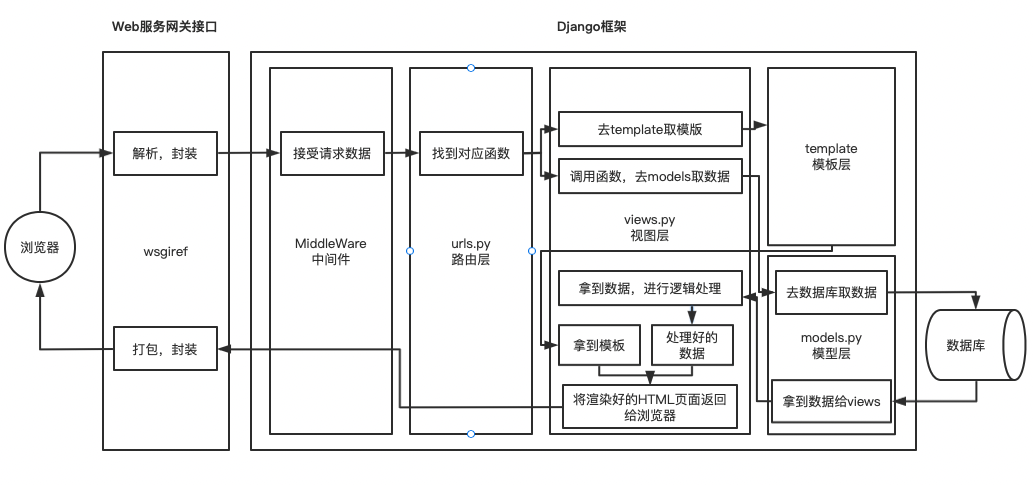 Web服务网关接口
Django框架
解析，封装
接受请求数据
找到对应函数
去template取模版
调用函数，去models取数据
template
模板层
浏览器
wsgiref
MiddleWare
中间件
urls.py
路由层
views.py
视图层
拿到数据，进行逻辑处理
去数据库取数据
打包，封装
拿到模板
处理好的
数据
models.py
模型层
数据库
将渲染好的HTML页面返回
给浏览器
拿到数据给views